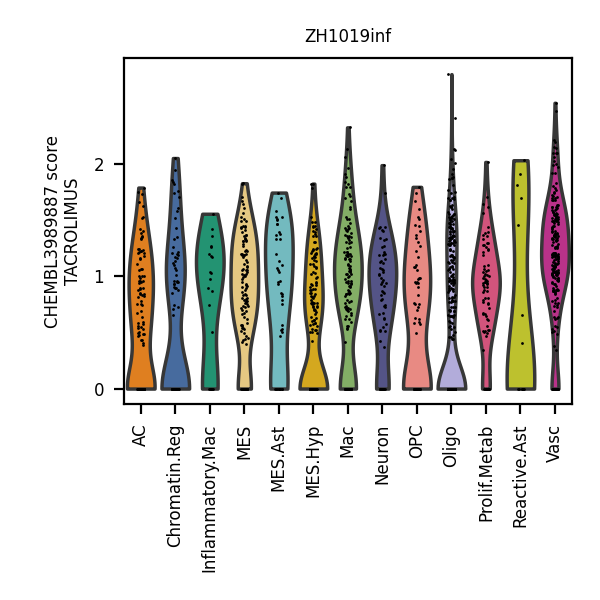 ZH1019inf
CHEMBL3989887 score
TACROLIMUS
2
1
0
AC
Chromatin.Reg
Inflammatory.Mac
MES
MES.Ast
MES.Hyp
Mac
Neuron
OPC
Oligo
Prolif.Metab
Reactive.Ast
Vasc